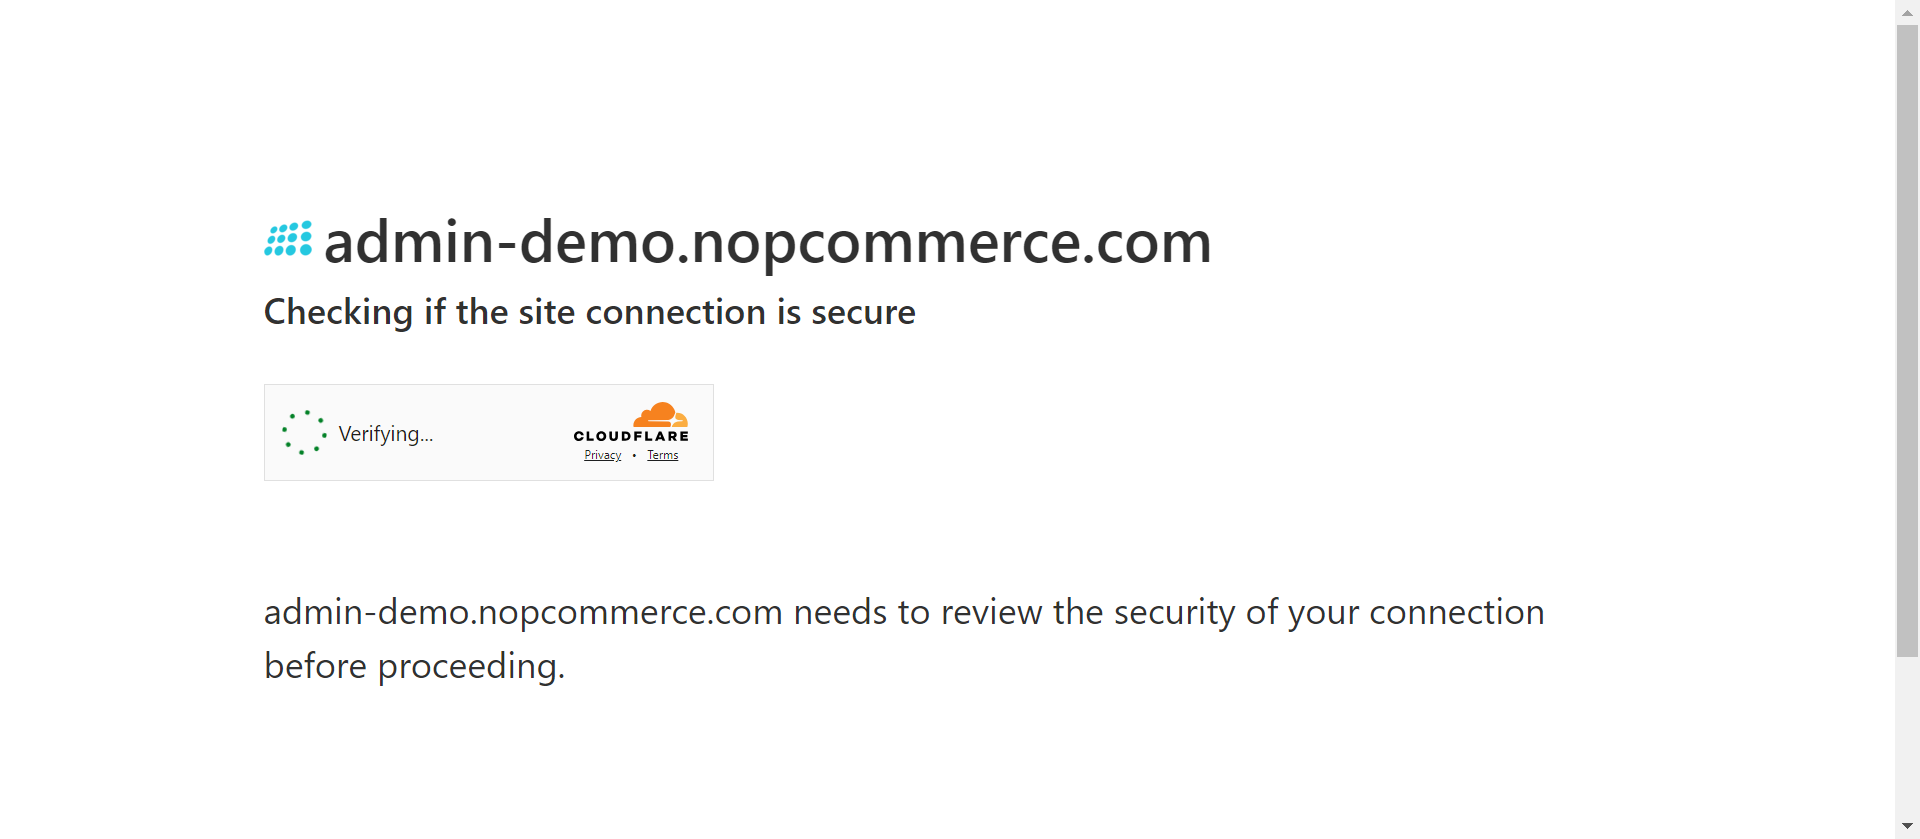 admin-demo.nopcommerce.com
Checking if the site connection is secure
Verifying...
CLOUDFLARE
Privacy • Terms
admin-demo.nopcommerce.com needs to review the security of your connection
before proceeding.